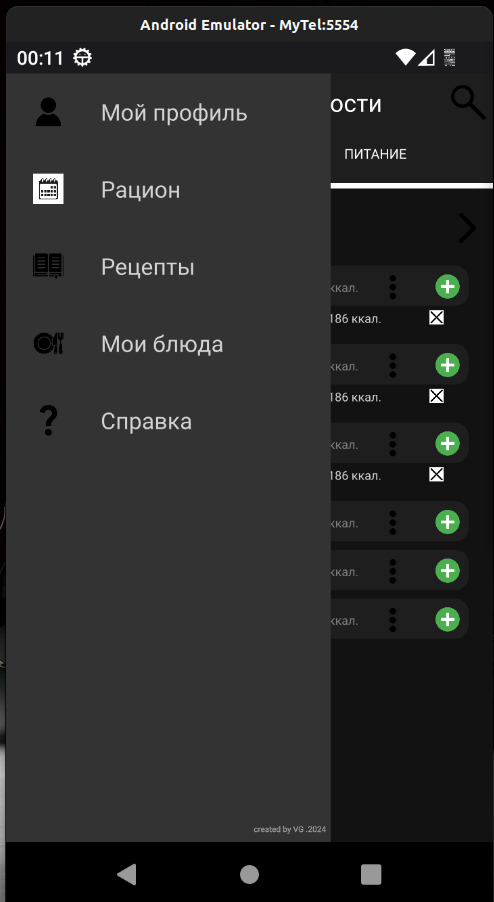 Android Emulator - MyTel:5554
00:11
ости
Мой профиль
ПИТАНИЕ
Рацион
Рецепты
ккал.
186 ккал.
Мои блюда
ккал.
186 ккал.
Справка
ккал.
186 ккал.
ккал.
ккал.
ккал.
created by VG .2024